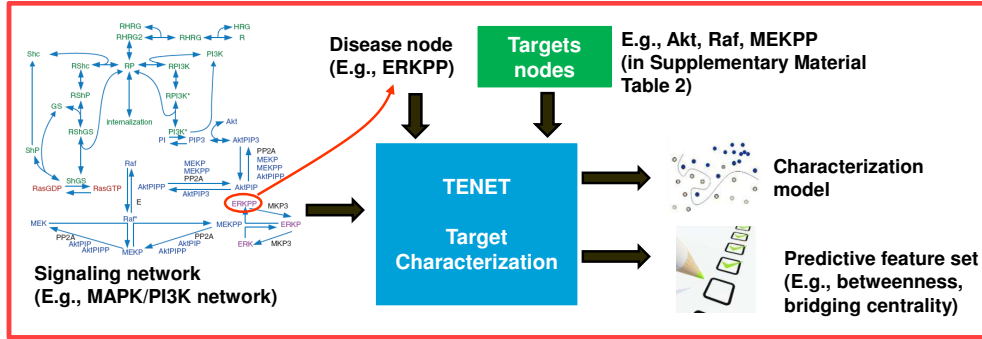 RHRG
HRG
RHRG2
RHRG
R
Shc
PI3K
RShc
RP
RPI3K
RShP
RPI3K*
GS
internalization
RShGS
PI3K*
Akt
PI
PIP3
AktPIP3
ShP
ShGS
RasGDP
RasGTP
Raf
MEKP
MEKPP
PP2A
AktPIPP
AktPIP3
PP2A
MEKP
MEKPP
AktPIPP
AktPIP
E
ERKPP
MKP3
MEK
Raf*
MEKPP
ERKP
PP2A
AktPIP
AktPIPP
MEKP
PP2A
AktPIP
AktPIPP
ERK
MKP3
Signaling network
(E.g., MAPK/PI3K network)
Disease node
(E.g., ERKPP)
Targets
nodes
E.g., Akt, Raf, MEKPP
(in Supplementary Material
Table 2)
TENET
Target
Characterization
Characterization
model
Predictive feature set
(E.g., betweenness,
bridging centrality)